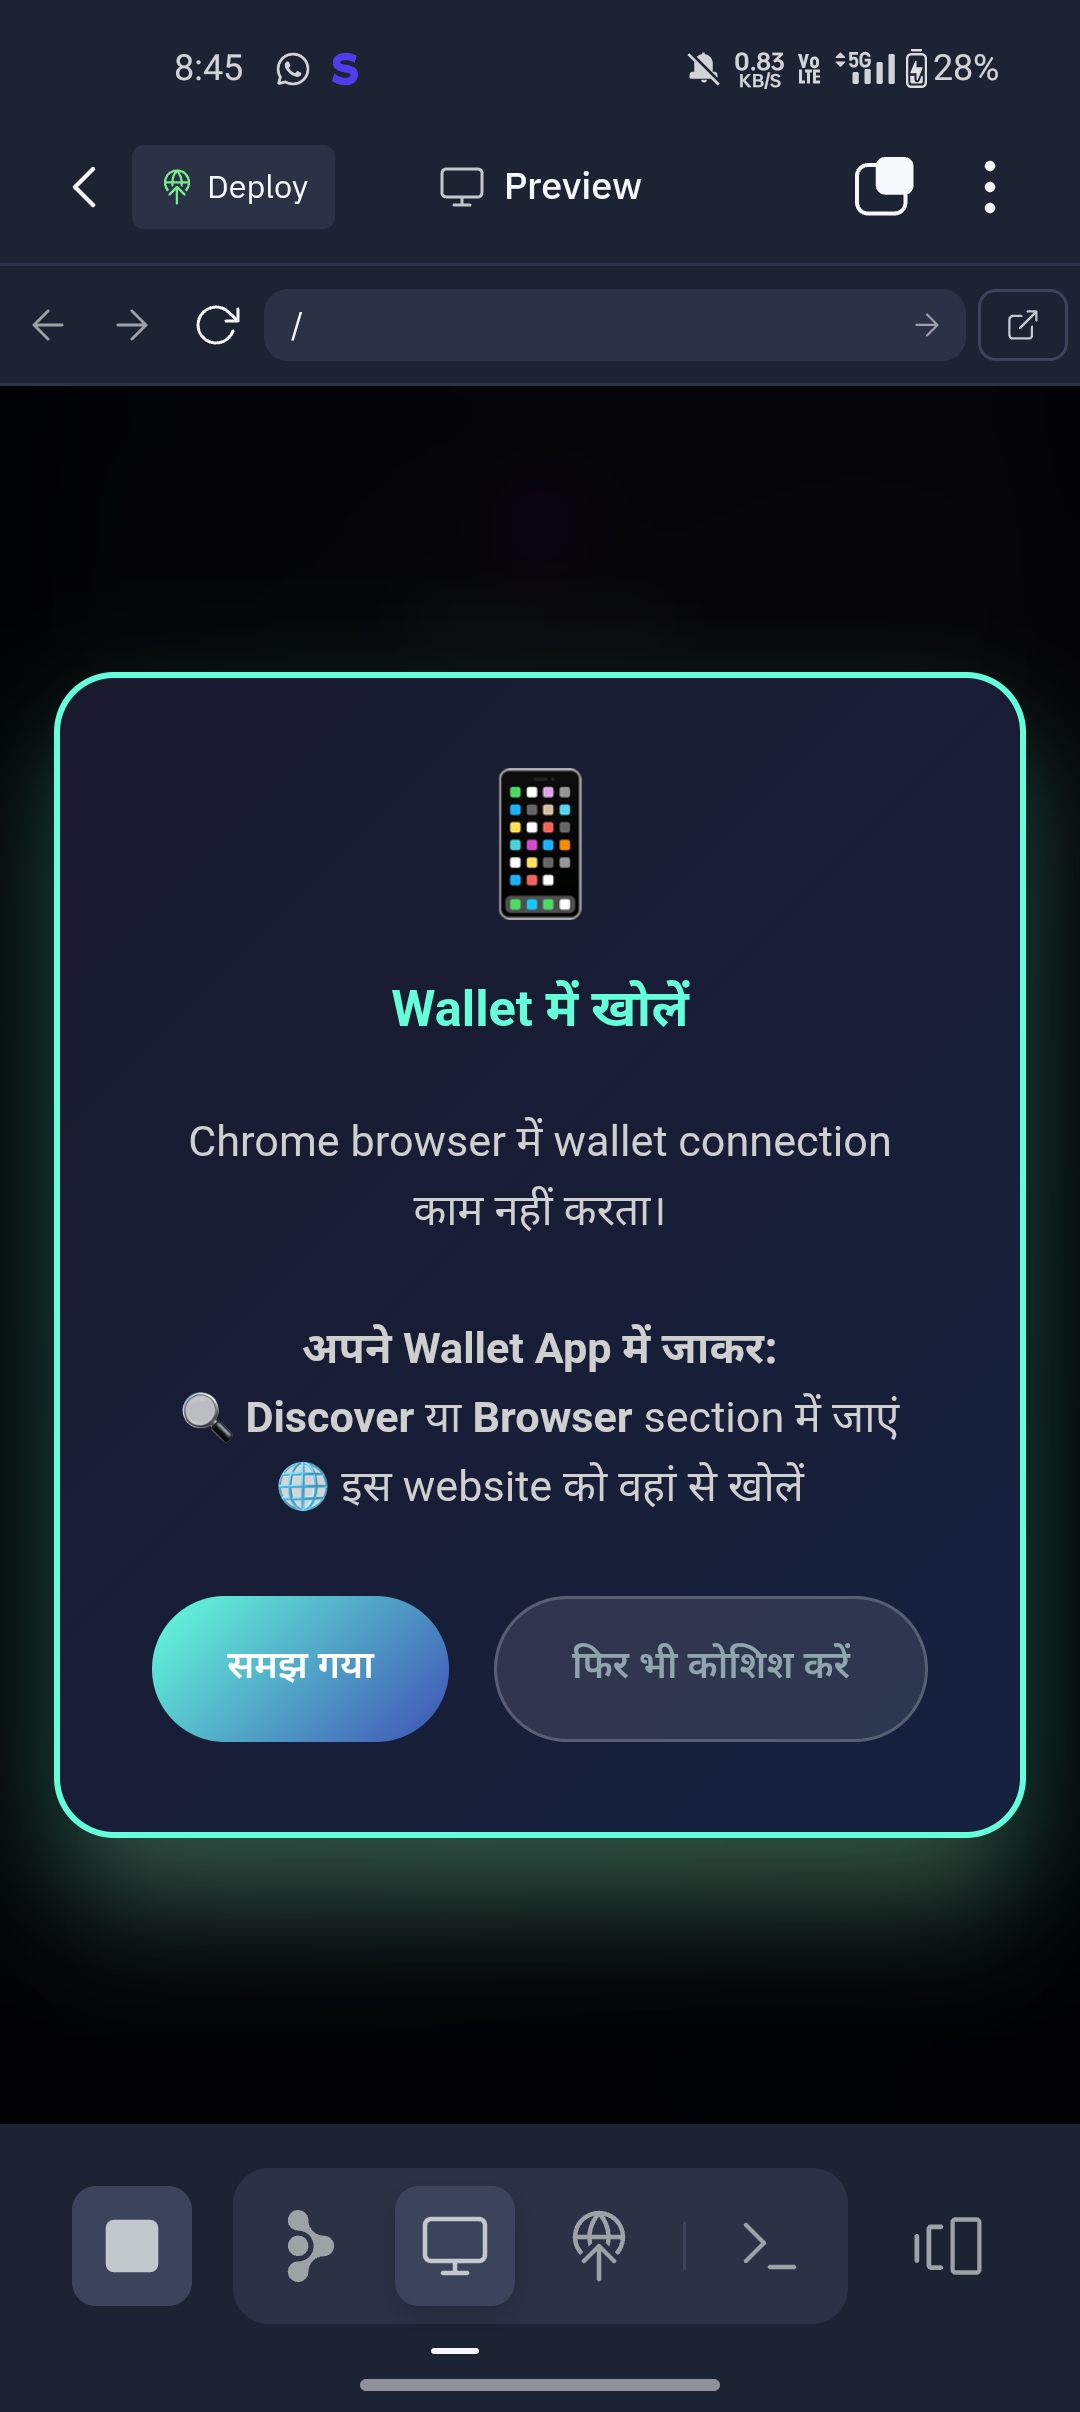 8:45
0.83
KB/S
Vo
LTE
5G
28%
Deploy
Preview
/
Wallet में खोलें
Chrome browser में wallet connection
काम नहीं करता।
अपने Wallet App में जाकर:
Discover या Browser section में जाएं
इस website को वहां से खोलें
समझ गया
फिर भी कोशिश करें